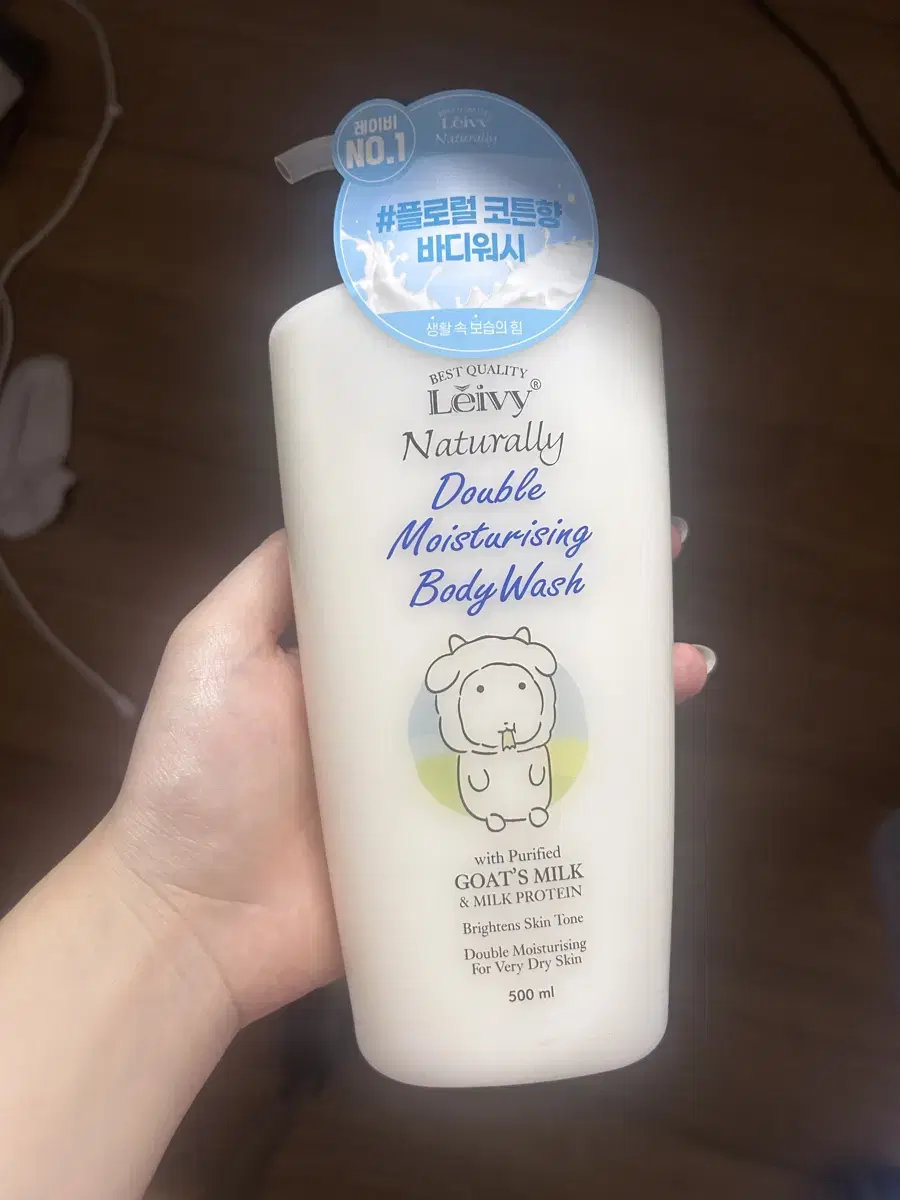 레이비
NO.1
Leivy
Naturally
#플로럴 코튼향
바디워시
생활 속 보습의 힘
BEST QUALITY
Lěivy®
Naturally
Double
Moisturising
Body Wash
with Purified
GOAT'S MILK
& MILK PROTEIN
Brightens Skin Tone
Double Moisturising
For Very Dry Skin
500 ml